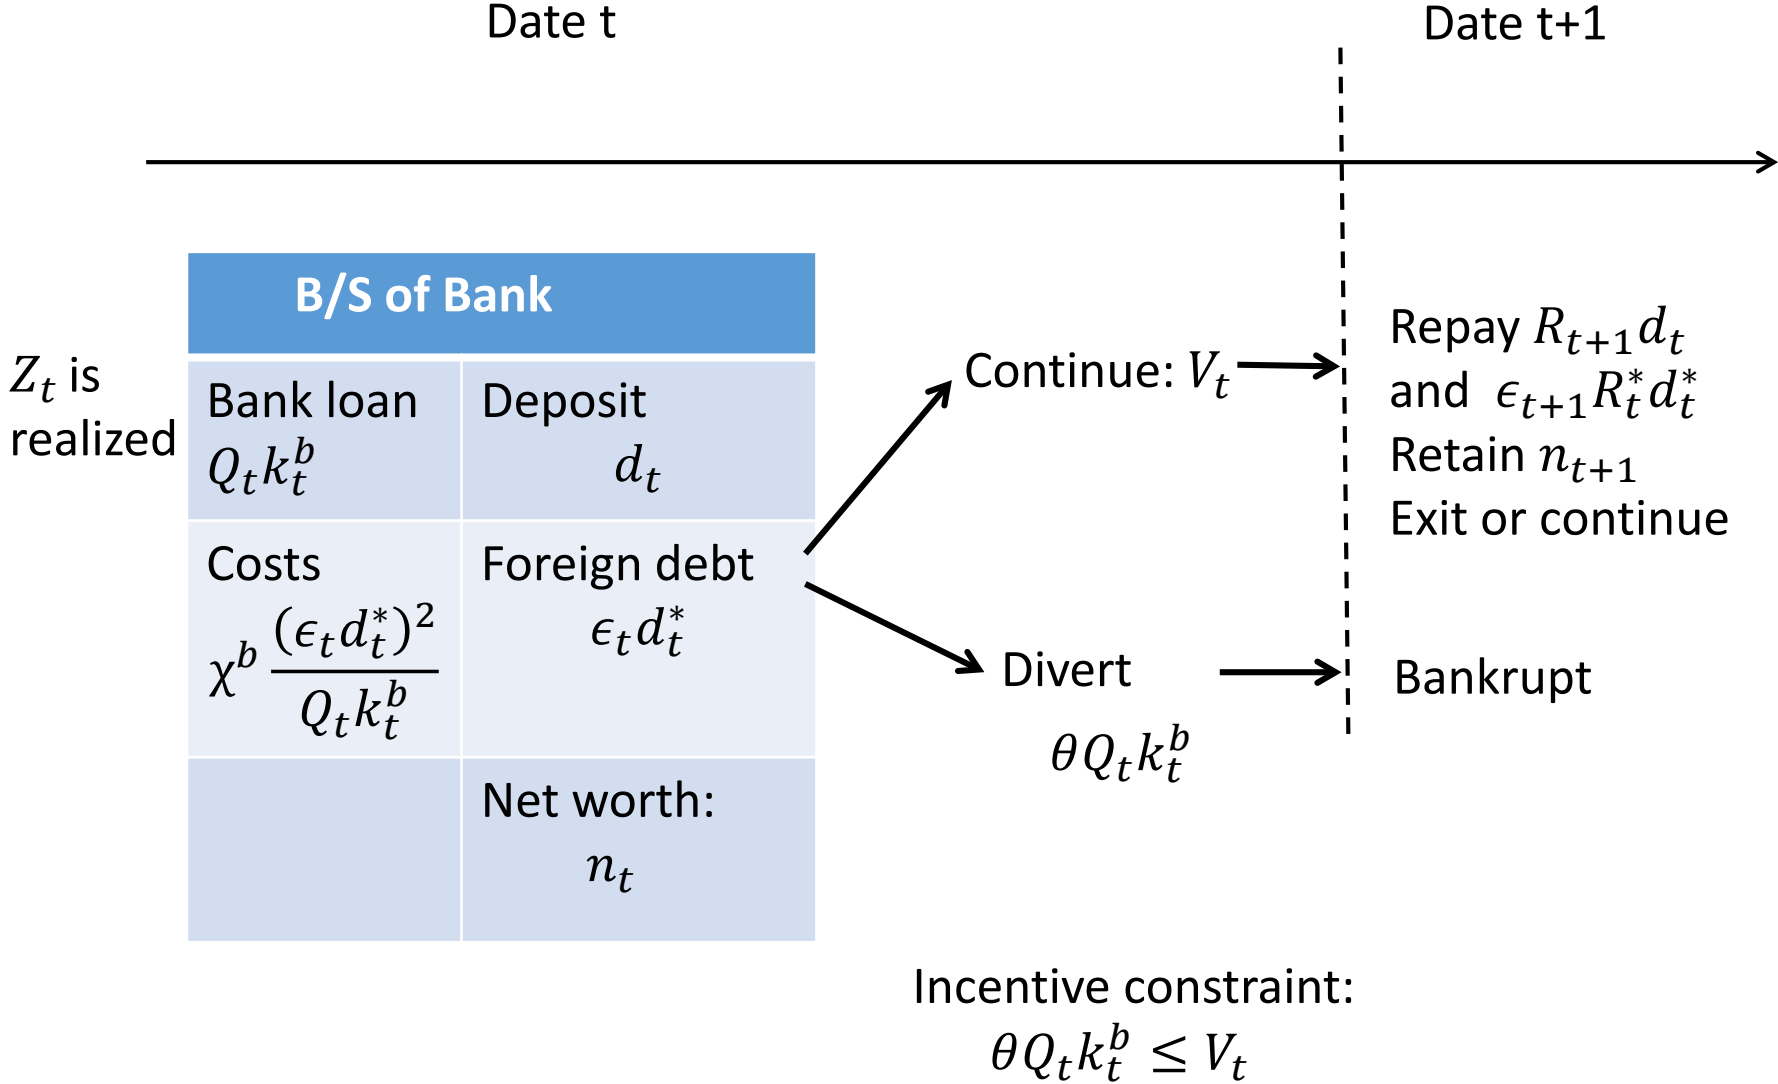 Date t
Date t+1
Z_t is
realized
B/S of Bank
Bank loan
Q_t k_t^b
Deposit
d_t
Costs
χ^b (ϵ_t d_t^*)^2 / Q_t k_t^b
Foreign debt
ϵ_t d_t^*
Net worth:
n_t
Continue: V_t
Divert
θQ_t k_t^b
Repay R_{t+1} d_t
and ϵ_{t+1} R_t^* d_t^*
Retain n_{t+1}
Exit or continue
Bankrupt
Incentive constraint:
θQ_t k_t^b ≤ V_t